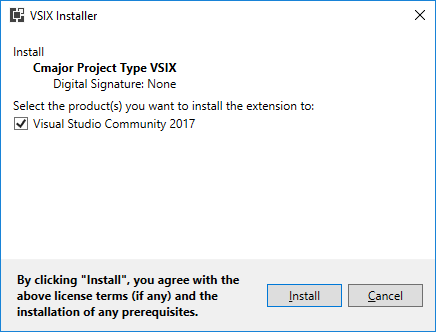 VSIX Installer
Install
Cmajor Project Type VSIX
Digital Signature: None
Select the product(s) you want to install the extension to:
Visual Studio Community 2017
By clicking "Install", you agree with the
above license terms (if any) and the
installation of any prerequisites.
Install
Cancel